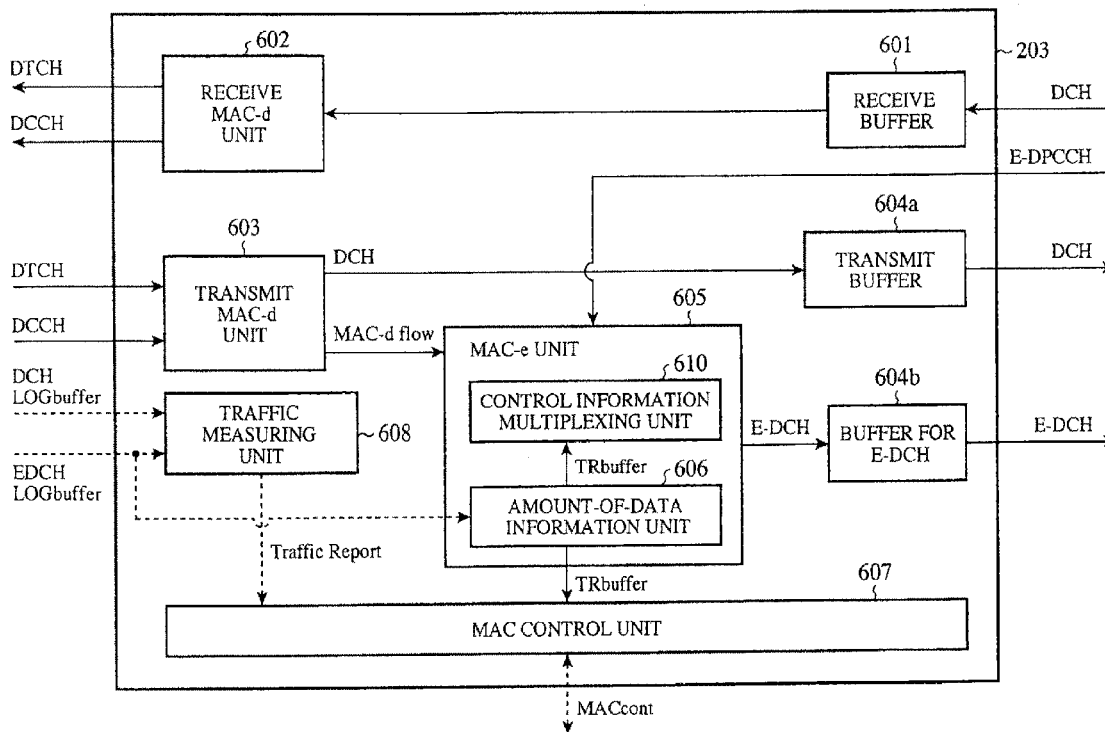 602
601
203
DTCH
RECEIVE
MAC-d
UNIT
RECEIVE
BUFFER
DCH
DCCH
E-DPCCH
603
604a
DTCH
TRANSMIT
MAC-d
UNIT
DCH
TRANSMIT
BUFFER
DCH
DCCH
MAC-d flow
605
MAC-e UNIT
DCH
LOGbuffer
610
604b
TRAFFIC
MEASURING
UNIT
608
CONTROL INFORMATION
MULTIPLEXING UNIT
E-DCH
BUFFER FOR
E-DCH
E-DCH
EDCH
LOGbuffer
TRbuffer
606
AMOUNT-OF-DATA
INFORMATION UNIT
Traffic Report
TRbuffer
607
MAC CONTROL UNIT
MACcont